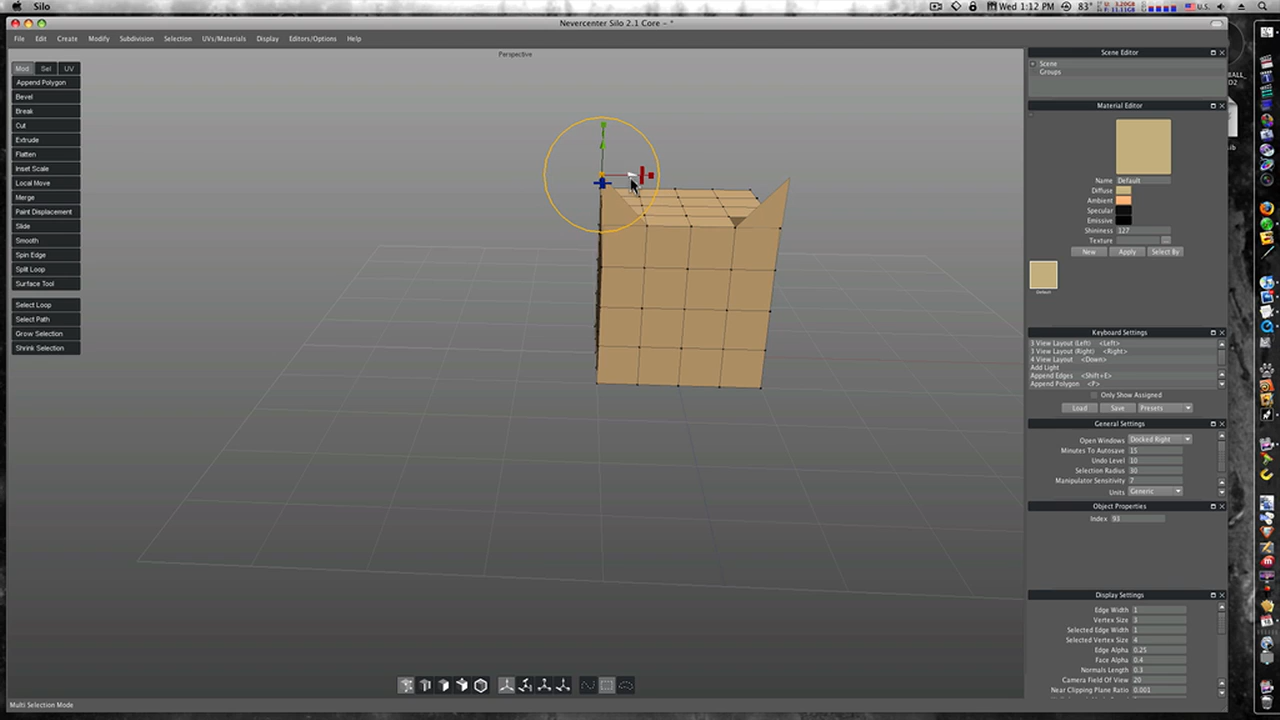 Silo
Wed 1:12 PM
83°
U.S.
Nevercenter Silo 2.1 Core - *
File Edit Create Modify Subdivision Selection UVs/Materials Display Editors/Options Help
Perspective
Mod Sel UV
Append Polygon
Bevel
Break
Cut
Extrude
Flatten
Inset Scale
Local Move
Merge
Paint Displacement
Slide
Smooth
Spin Edge
Split Loop
Surface Tool
Select Loop
Select Path
Grow Selection
Shrink Selection
Multi Selection Mode
Scene Editor
Scene
Groups
Material Editor
Name Default
Diffuse
Ambient
Specular
Emissive
Shininess 127
Texture ...
New Apply Select By
Default
Keyboard Settings
3 View Layout (Left) <Left>
3 View Layout (Right) <Right>
4 View Layout <Down>
Add Light
Append Edges <Shift+E>
Append Polygon <P>
Only Show Assigned
Load Save Presets
General Settings
Open Windows Docked Right
Minutes To Autosave 15
Undo Level 10
Selection Radius 30
Manipulator Sensitivity 7
Units Generic
Object Properties
Index 93
Display Settings
Edge Width 1
Vertex Size 3
Selected Edge Width 1
Selected Vertex Size 4
Edge Alpha 0.25
Face Alpha 0.4
Normals Length 0.3
Camera Field Of View 20
Near Clipping Plane Ratio 0.001